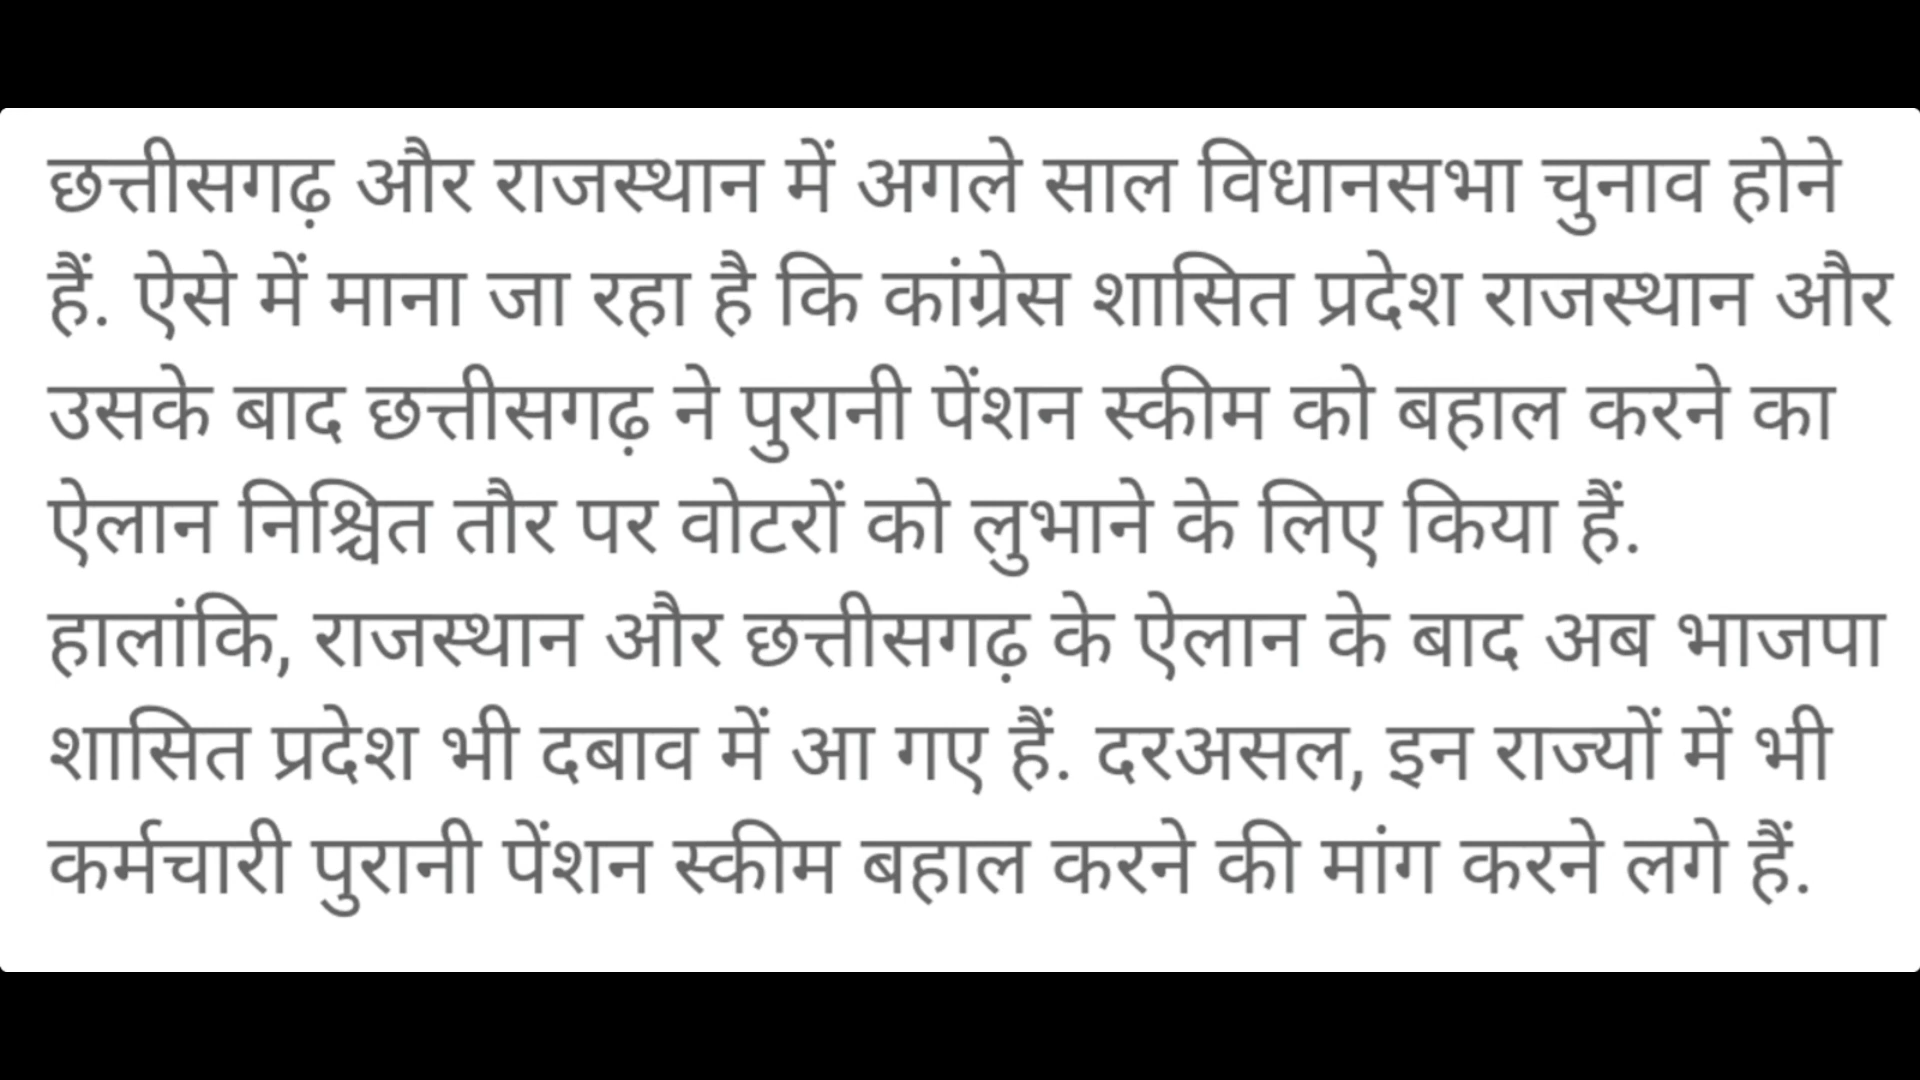 छत्तीसगढ़ और राजस्थान में अगले साल विधानसभा चुनाव होने
हैं. ऐसे में माना जा रहा है कि कांग्रेस शासित प्रदेश राजस्थान और
उसके बाद छत्तीसगढ़ ने पुरानी पेंशन स्कीम को बहाल करने का
ऐलान निश्चित तौर पर वोटरों को लुभाने के लिए किया हैं.
हालांकि, राजस्थान और छत्तीसगढ़ के ऐलान के बाद अब भाजपा
शासित प्रदेश भी दबाव में आ गए हैं. दरअसल, इन राज्यों में भी
कर्मचारी पुरानी पेंशन स्कीम बहाल करने की मांग करने लगे हैं.